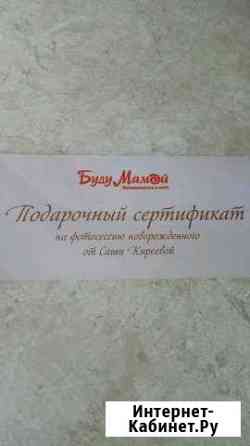 Буду Мамой
Подарочный сертификат
на фотосессию новорожденного
от Саши Киреевой
Интернет-
Кабинет.Ру